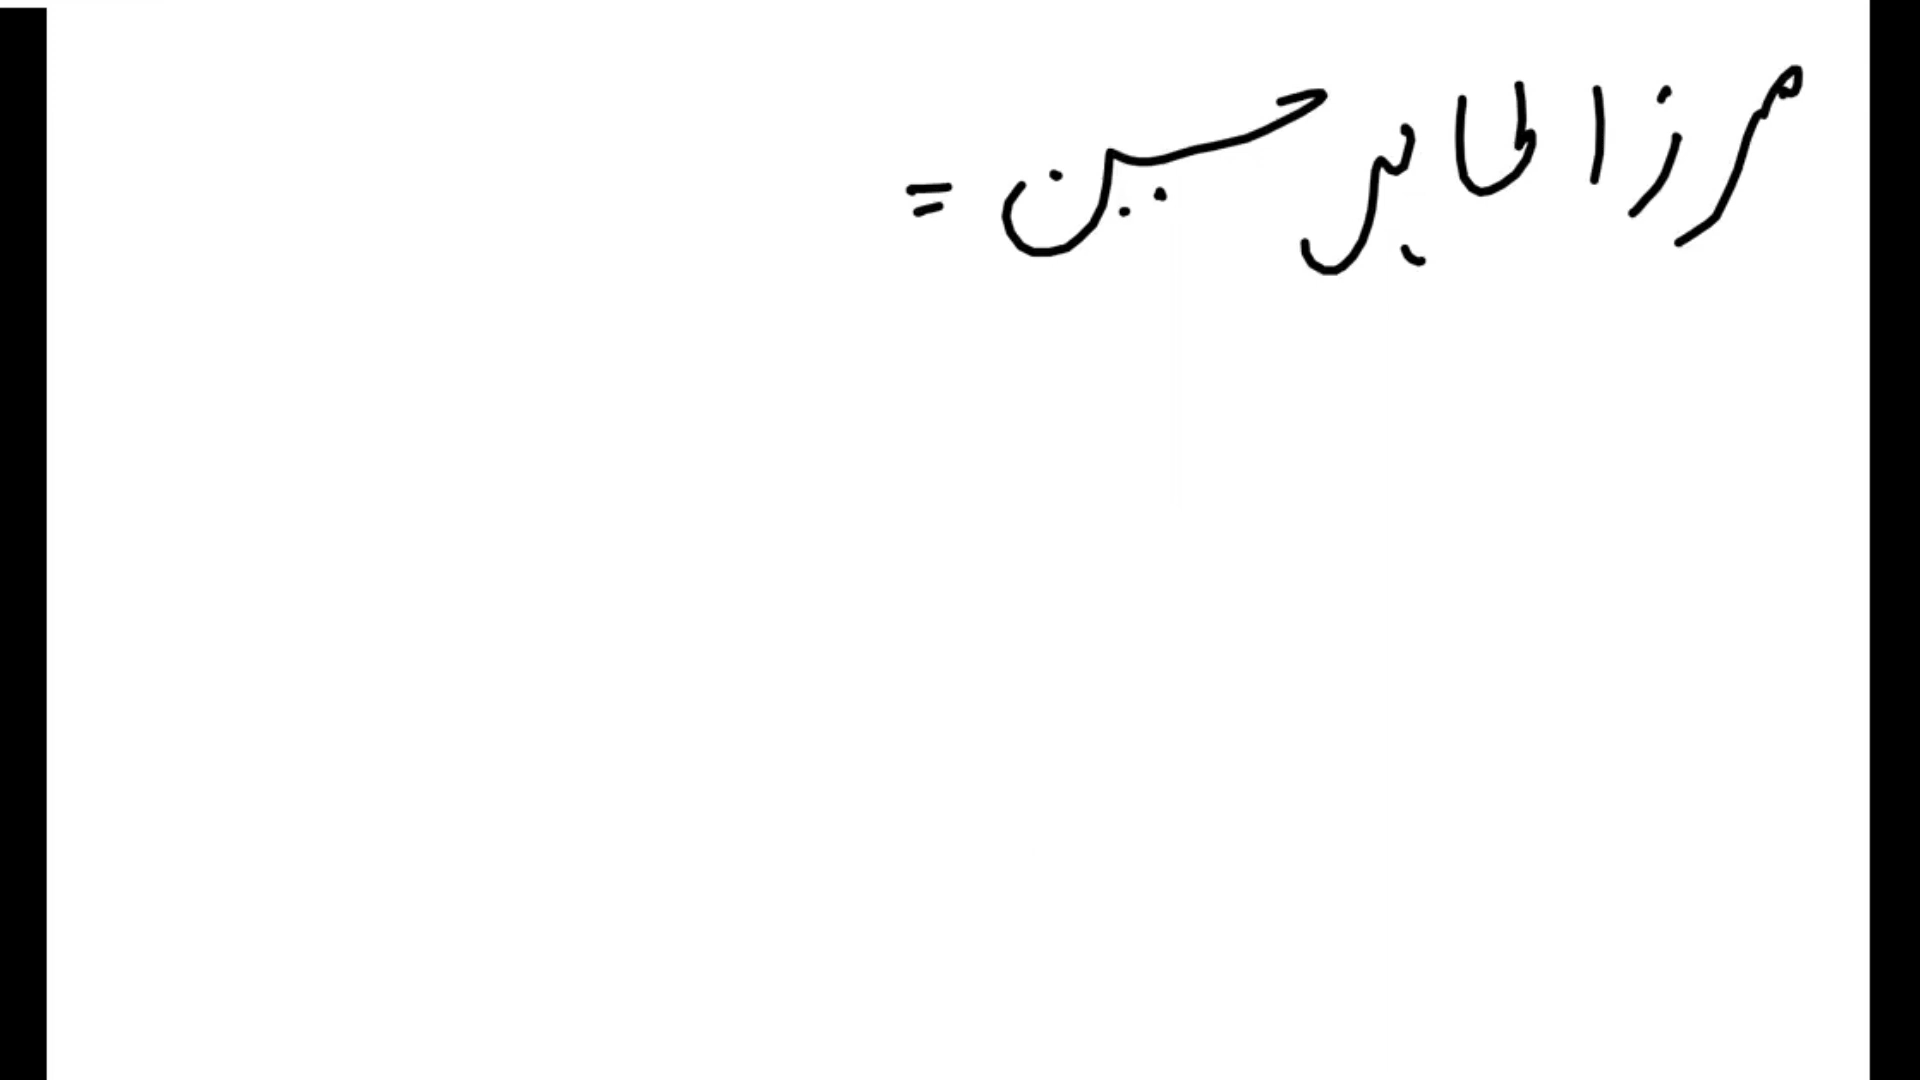 مرزا طاہر حسین =